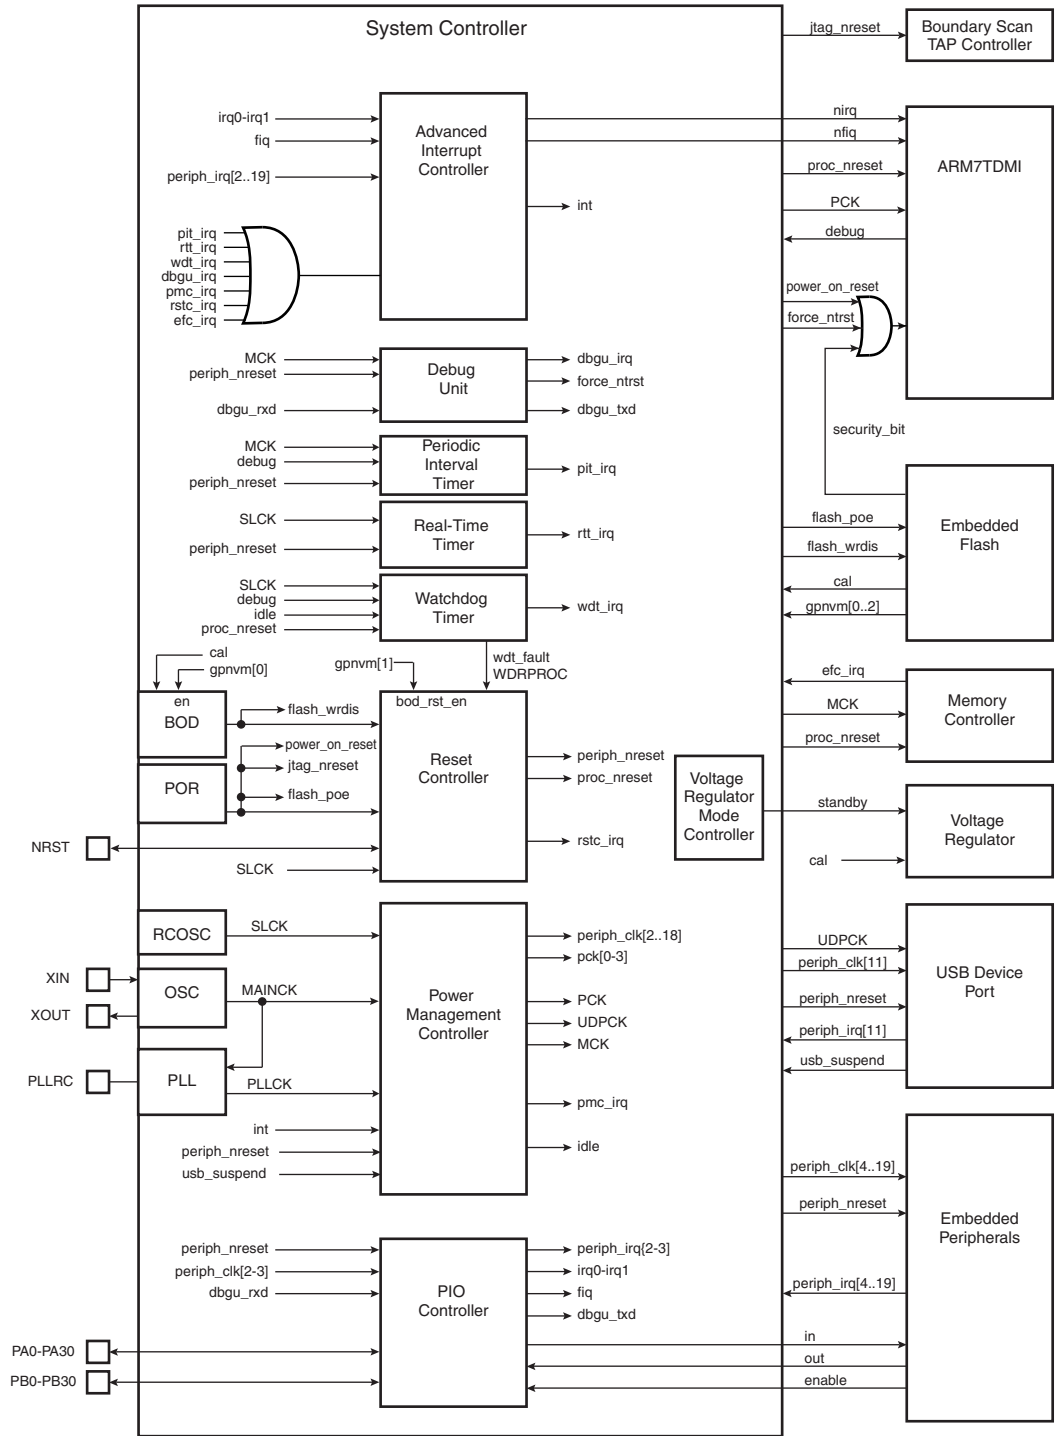 System Controller
jtag_nreset
Boundary Scan
TAP Controller
irq0-irq1
fiq
periph_irq[2..19]
Advanced
Interrupt
Controller
int
nirq
nfiq
proc_nreset
PCK
debug
ARM7TDMI
pit_irq
rtt_irq
wdt_irq
dbgu_irq
pmc_irq
rstc_irq
efc_irq
power_on_reset
force_ntrst
security_bit
MCK
periph_nreset
dbgu_rxd
Debug
Unit
dbgu_irq
force_ntrst
dbgu_txd
MCK
debug
periph_nreset
Periodic
Interval
Timer
pit_irq
SLCK
periph_nreset
Real-Time
Timer
rtt_irq
flash_poe
flash_wrdis
cal
gpnvm[0..2]
Embedded
Flash
SLCK
debug
idle
proc_nreset
Watchdog
Timer
wdt_irq
cal
gpnvm[0]
gpnvm[1]
wdt_fault
WDRPROC
en
BOD
bod_rst_en
flash_wrdis
power_on_reset
jtag_nreset
flash_poe
POR
Reset
Controller
periph_nreset
proc_nreset
rstc_irq
NRST
SLCK
efc_irq
MCK
proc_nreset
Memory
Controller
Voltage
Regulator
Mode
Controller
standby
cal
Voltage
Regulator
RCOSC
SLCK
XIN
OSC
MAINCK
XOUT
PLLRC
PLL
PLLCK
int
periph_nreset
usb_suspend
Power
Management
Controller
periph_clk[2..18]
pck[0-3]
PCK
UDPCK
MCK
pmc_irq
idle
UDPCK
periph_clk[11]
periph_nreset
periph_irq[11]
usb_suspend
USB Device
Port
periph_clk[4..19]
periph_nreset
periph_irq[4..19]
in
out
enable
Embedded
Peripherals
periph_nreset
periph_clk[2-3]
dbgu_rxd
PIO
Controller
periph_irq{2-3]
irq0-irq1
fiq
dbgu_txd
PA0-PA30
PB0-PB30